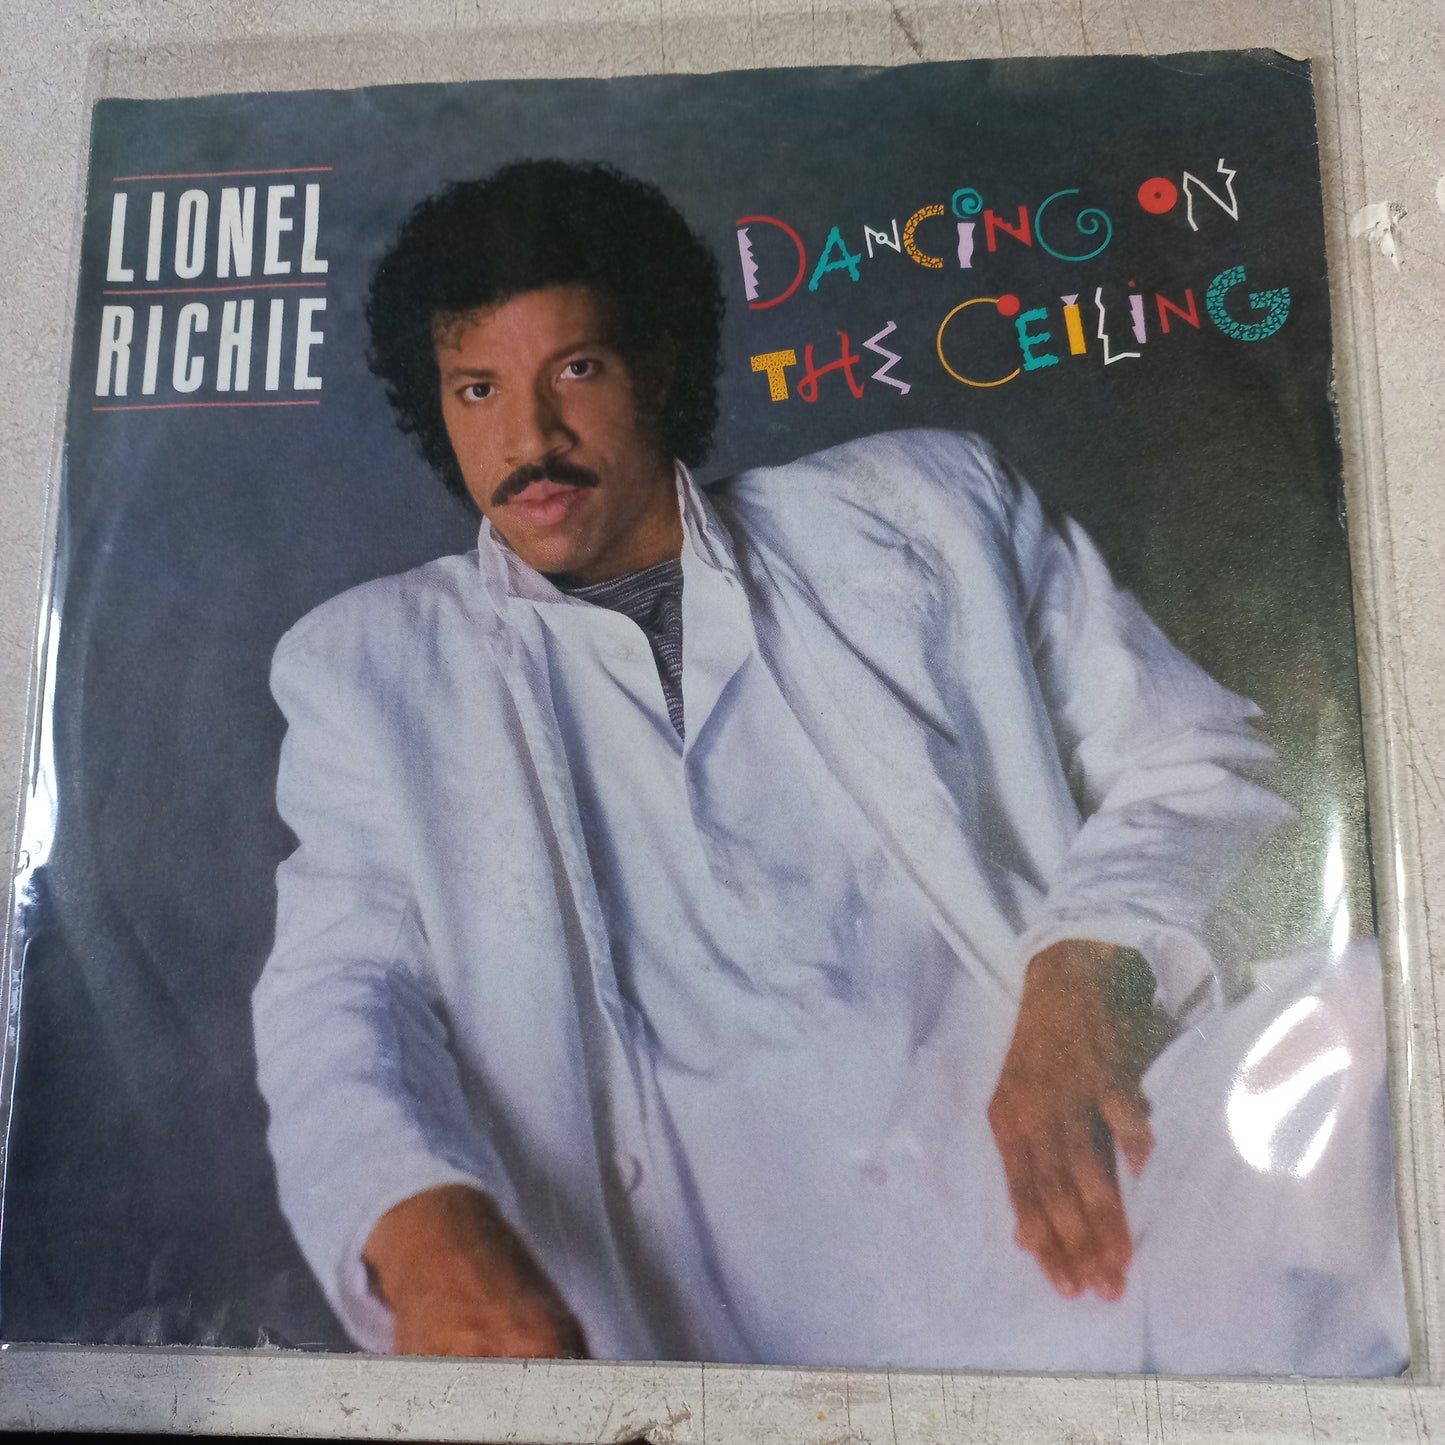 LIONEL
RICHIE
DANCING ON
THE CEILING